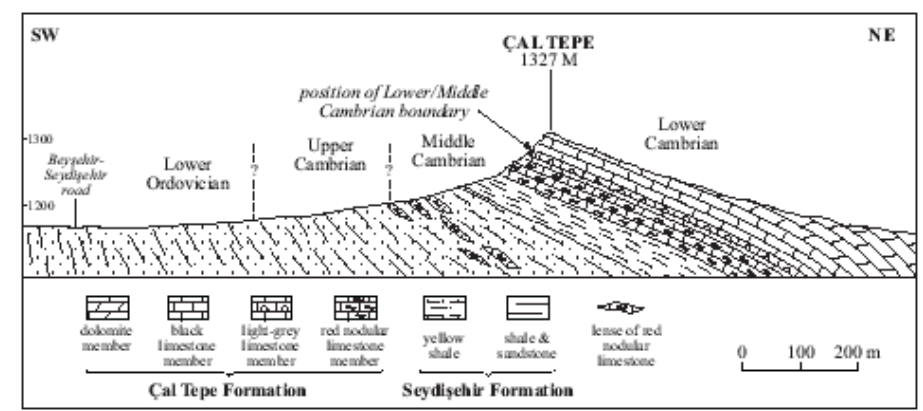 SW
NE
ÇAL TEPE
1327 M
position of Lower/Middle
Cambrian boundary
Lower
Cambrian
Middle
Cambrian
Upper
Cambrian
Lower
Ordovician
Beyşehir-
Seydişehir
road
1300
1200
?
?
dolomite
member
black
limestone
member
light-grey
limestone
member
red nodular
limestone
member
yellow
shale
shale &
sandstone
lense of red
nodular
limestone
Çal Tepe Formation
Seydişehir Formation
0 100 200 m